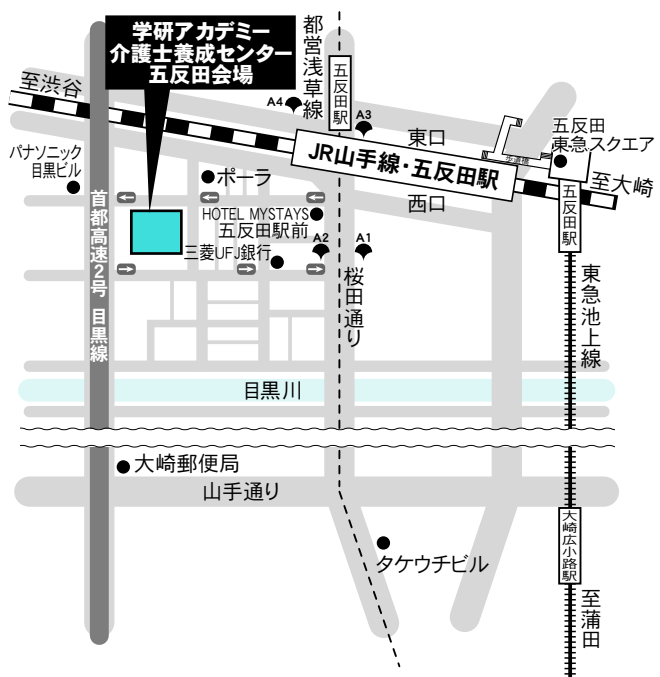 学研アカデミー
介護士養成センター
五反田会場
都営浅草線
五反田駅
A4
A3
至渋谷
東口
JR山手線・五反田駅
西口
歩道橋
五反田
東急スクエア
至大崎
五反田駅
パナソニック
目黒ビル
ポーラ
HOTEL MYSTAYS
五反田駅前
A2
A1
三菱UFJ銀行
首都高速2号 目黒線
桜田通り
東急池上線
目黒川
大崎郵便局
山手通り
タケウチビル
大崎広小路駅
至蒲田